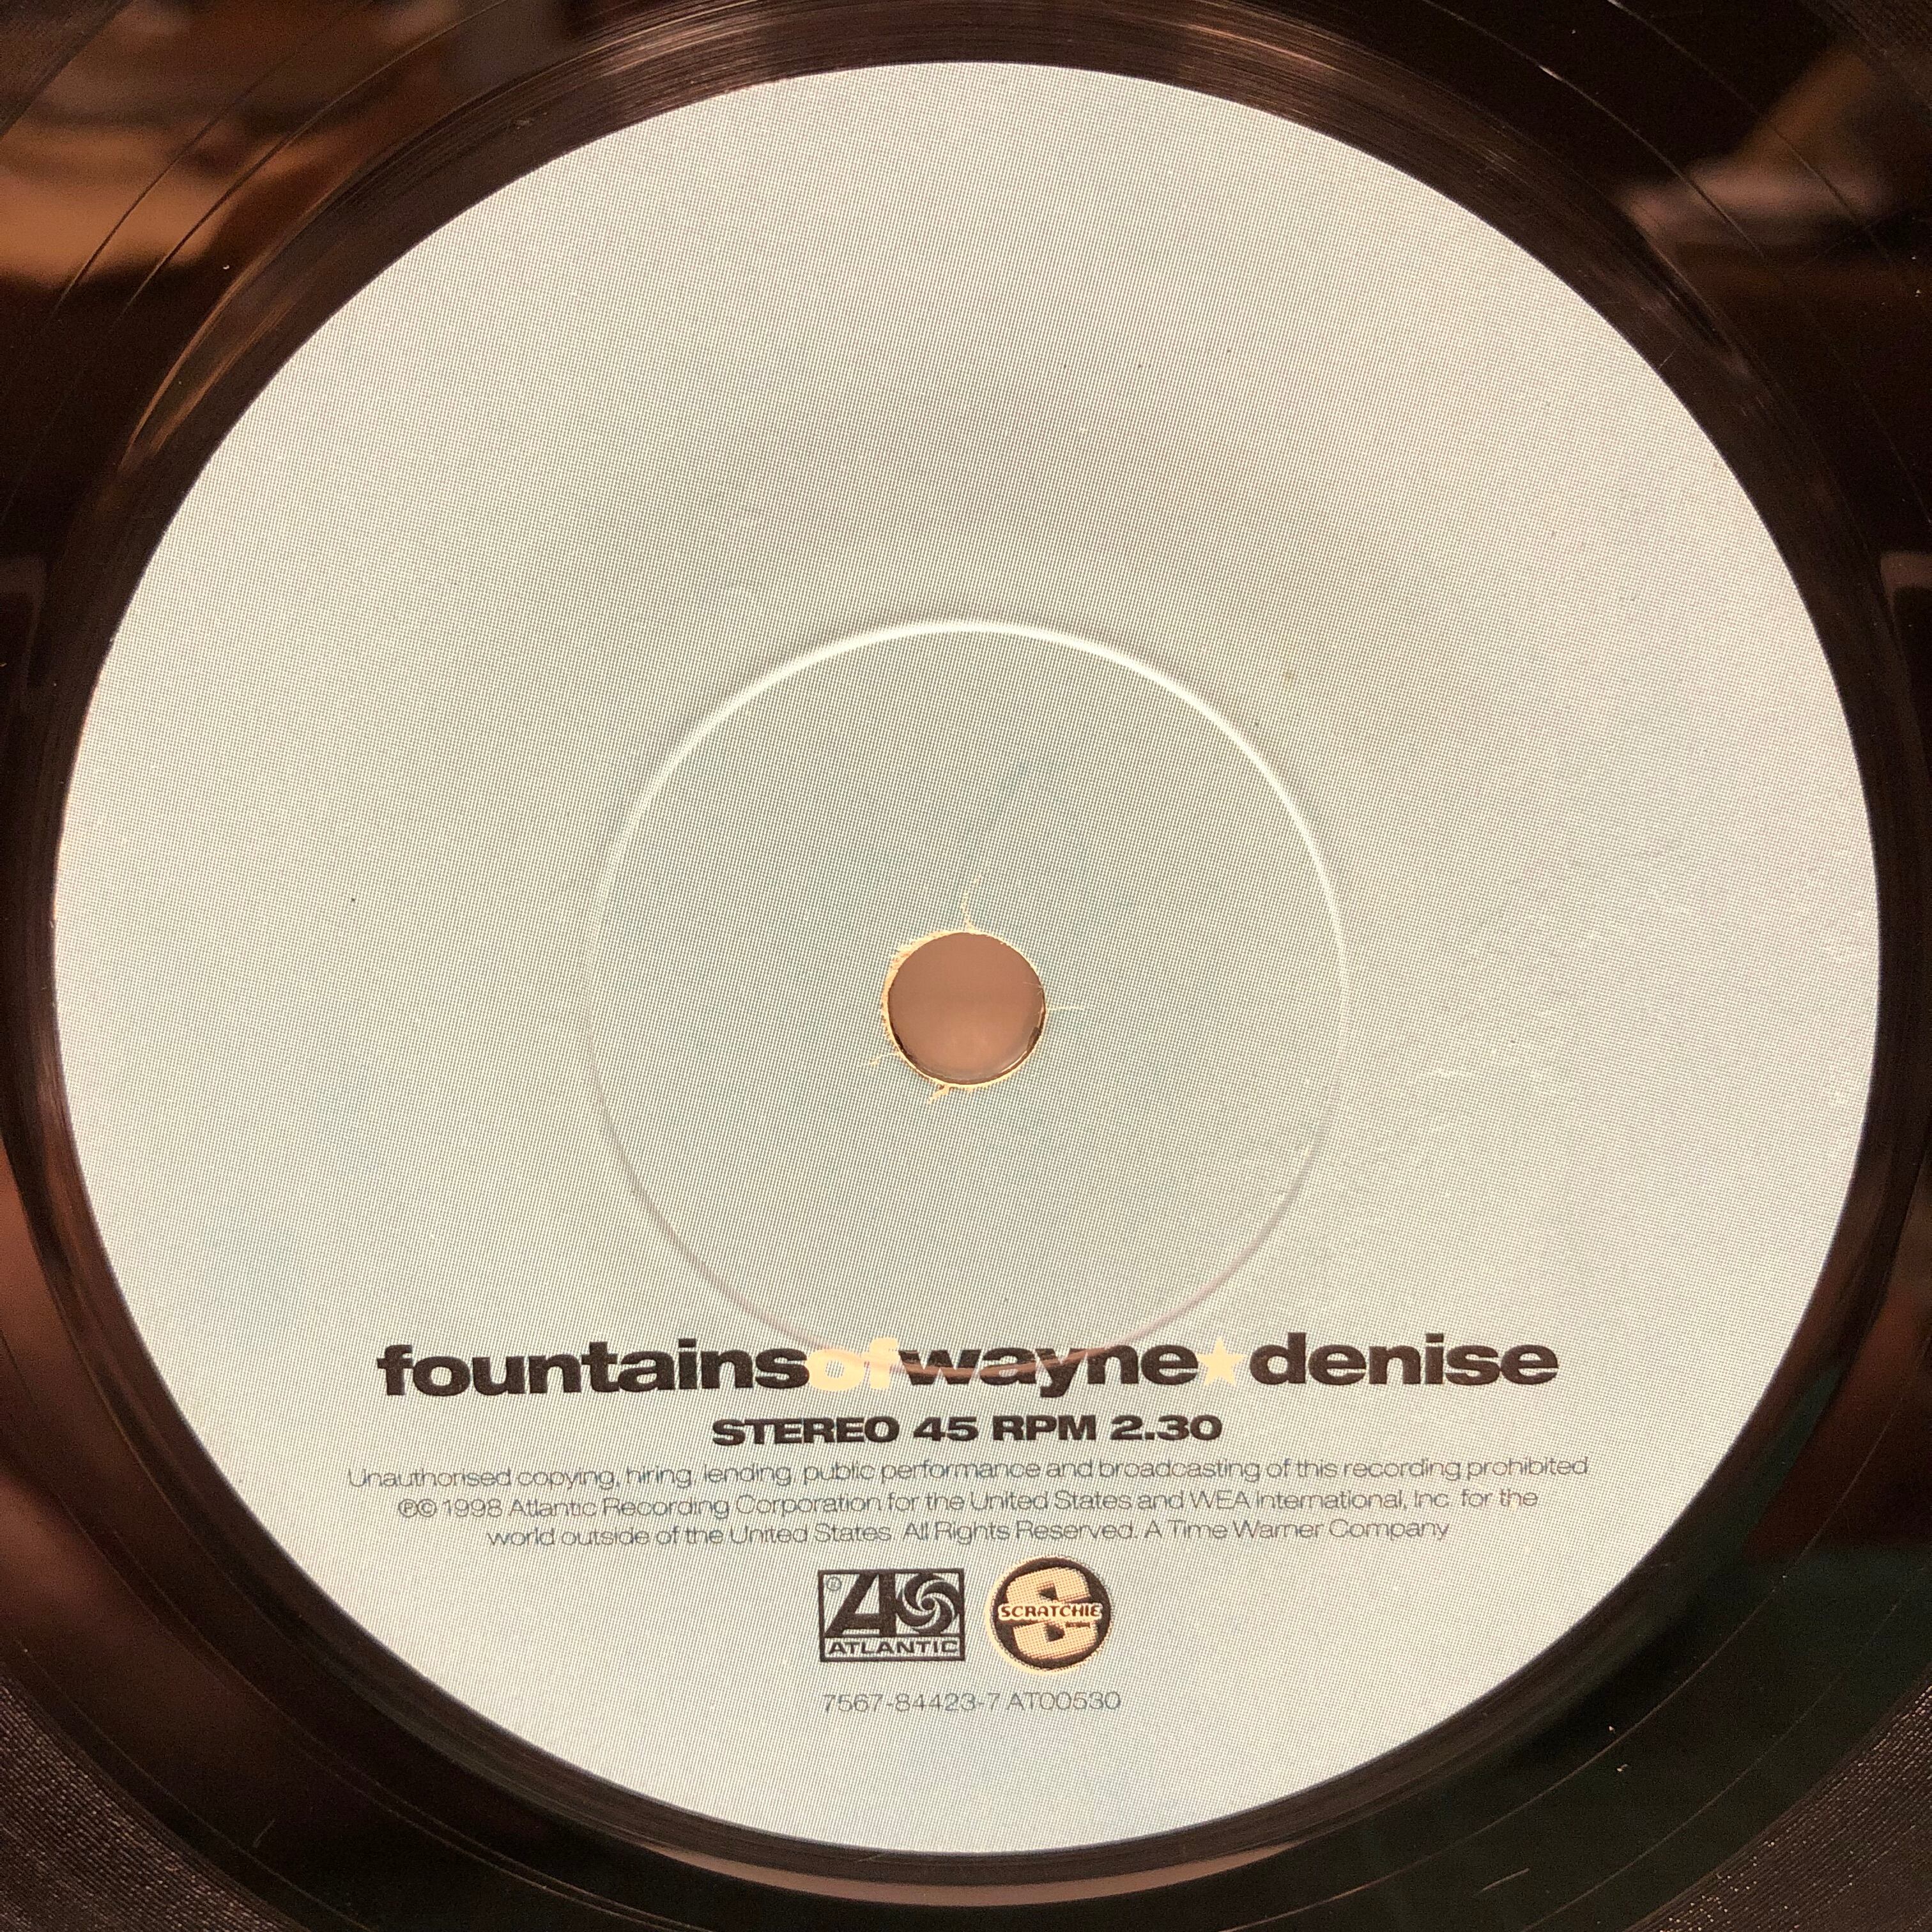 fountainsofwayne★denise
STEREO 45 RPM 2.30
Unauthorised copying, hiring, lending, public performance and broadcasting of this recording prohibited
℗© 1998 Atlantic Recording Corporation for the United States and WEA International, Inc. for the
world outside of the United States. All Rights Reserved. A Time Warner Company
ATLANTIC
SCRATCHIE
7567-84423-7 AT00530